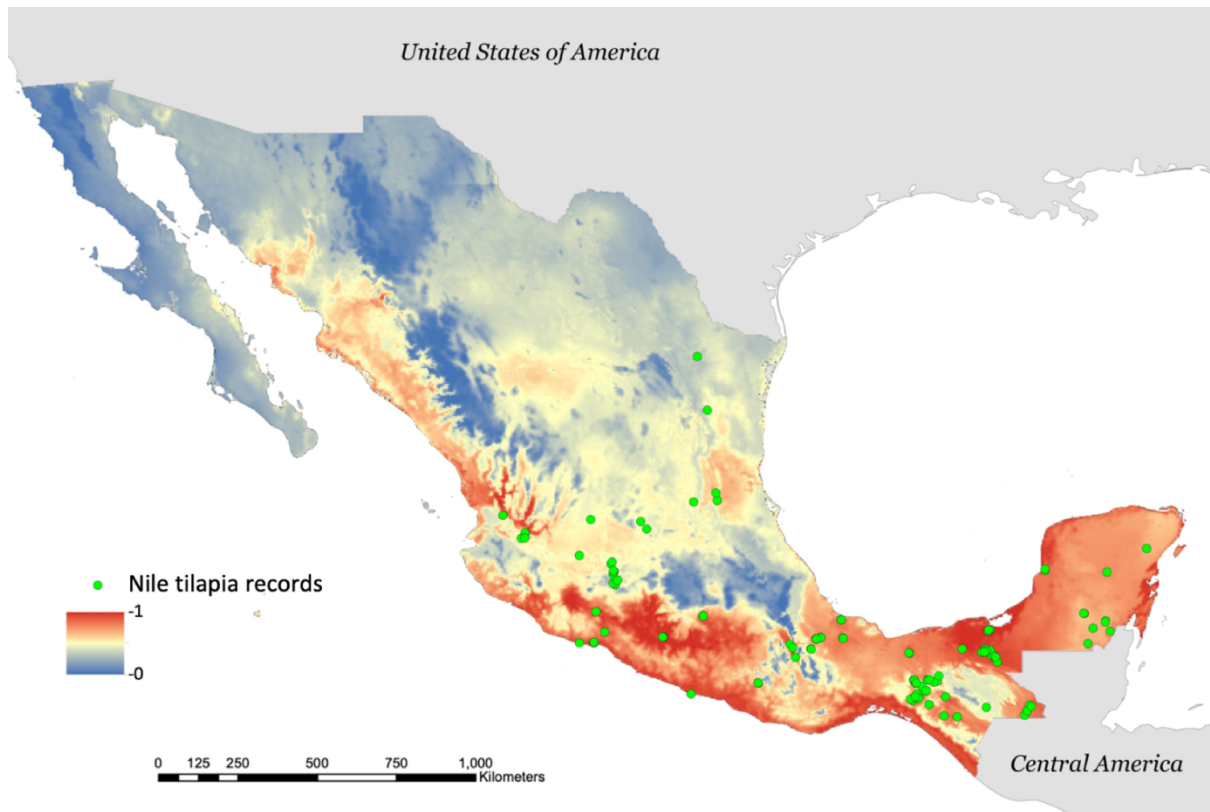 United States of America
Nile tilapia records
-1
-0
0 125 250 500 750 1,000
Kilometers
Central America